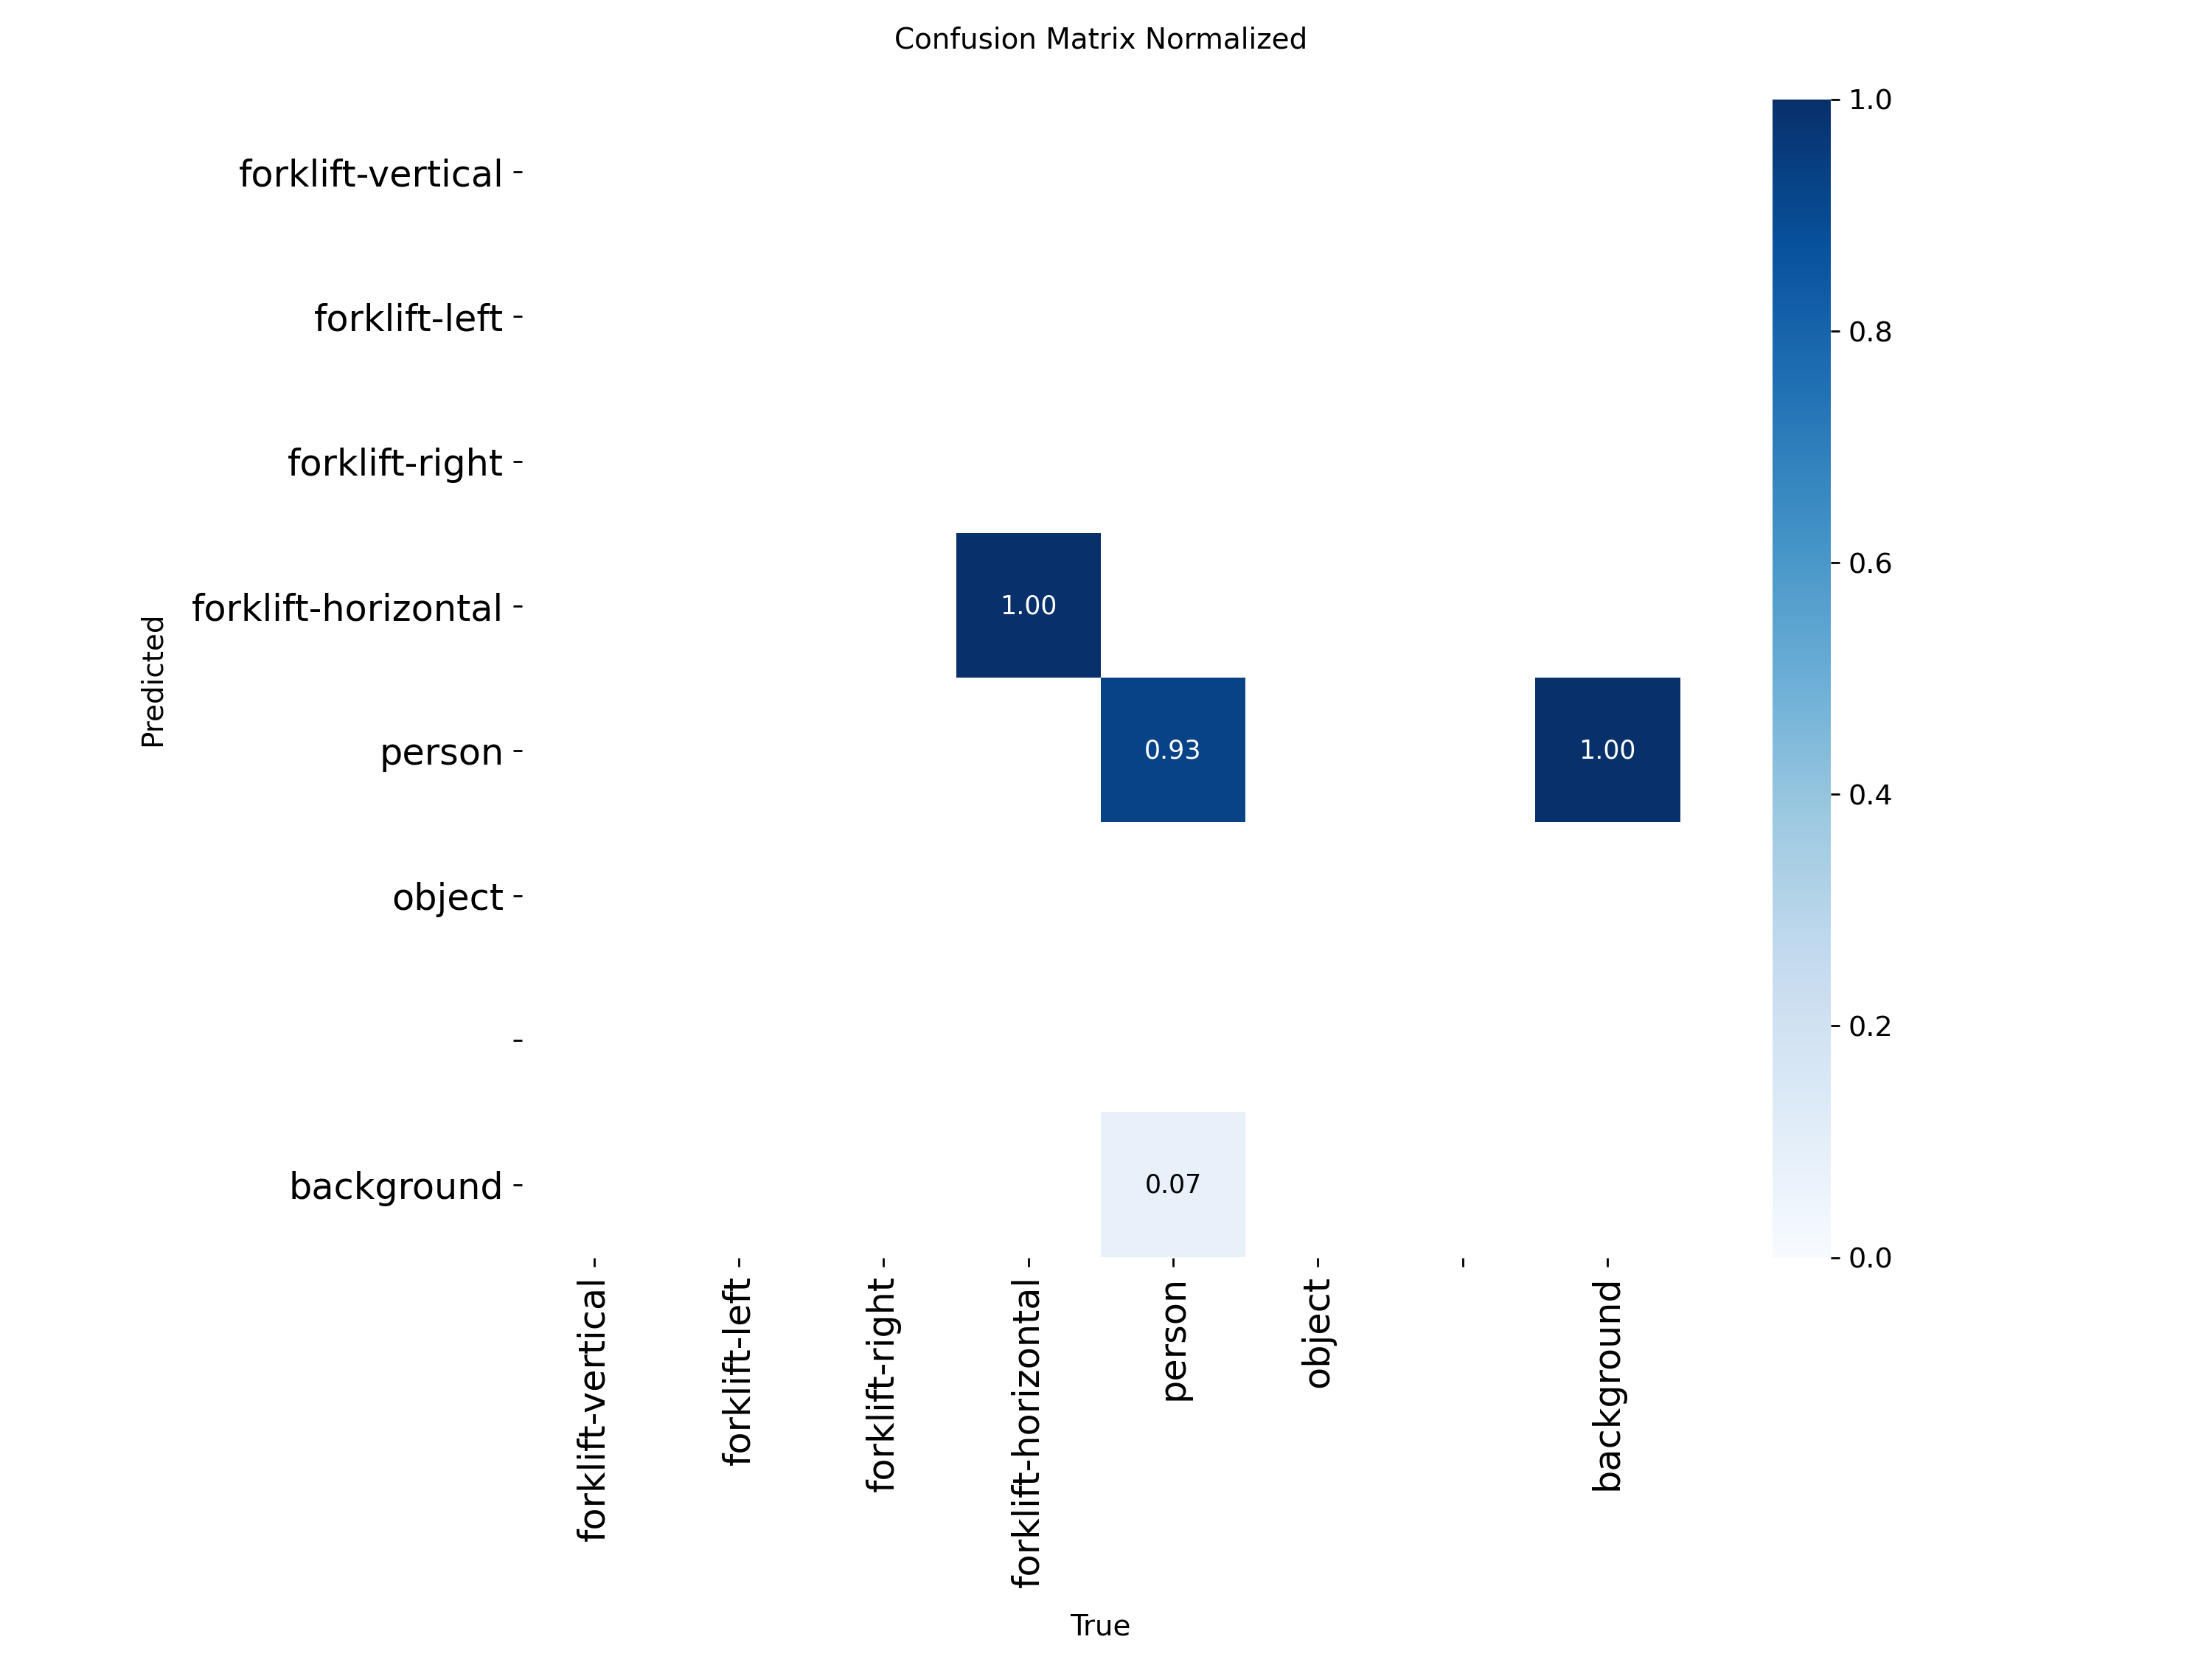 Confusion Matrix Normalized
Predicted
forklift-vertical
forklift-left
forklift-right
forklift-horizontal
person
object
background
1.00
0.93
1.00
0.07
forklift-vertical
forklift-left
forklift-right
forklift-horizontal
person
object
background
True
1.0
0.8
0.6
0.4
0.2
0.0